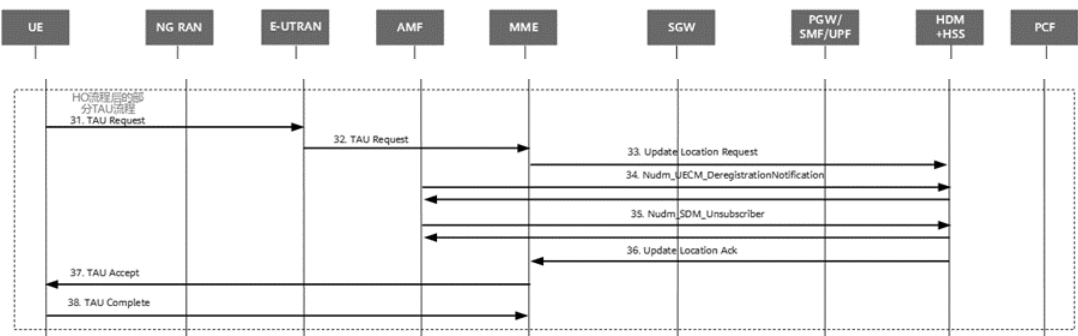 UE
NG RAN
E-UTRAN
AMF
MME
SGW
PGW/
SMF/UPF
HDM
+HSS
PCF
HO流程后的部
分TAU流程
31. TAU Request
32. TAU Request
33. Update Location Request
34. Nudm_UECM_DeregistrationNotification
35. Nudm_SDM_Unsubscriber
36. Update Location Ack
37. TAU Accept
38. TAU Complete